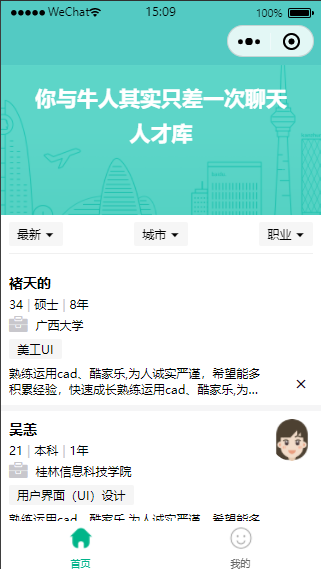 WeChat 15:09 100%
你与牛人其实只差一次聊天
人才库
最新 城市 职业
褚天的
34 | 硕士 | 8年
广西大学
美工UI
熟练运用cad、酷家乐,为人诚实严谨，希望能多
积累经验，快速成长熟练运用cad、酷家乐,为...
吴恙
21 | 本科 | 1年
桂林信息科技学院
用户界面（UI）设计
熟练运用cad、酷家乐,为人诚实严谨，希望能多
首页 我的